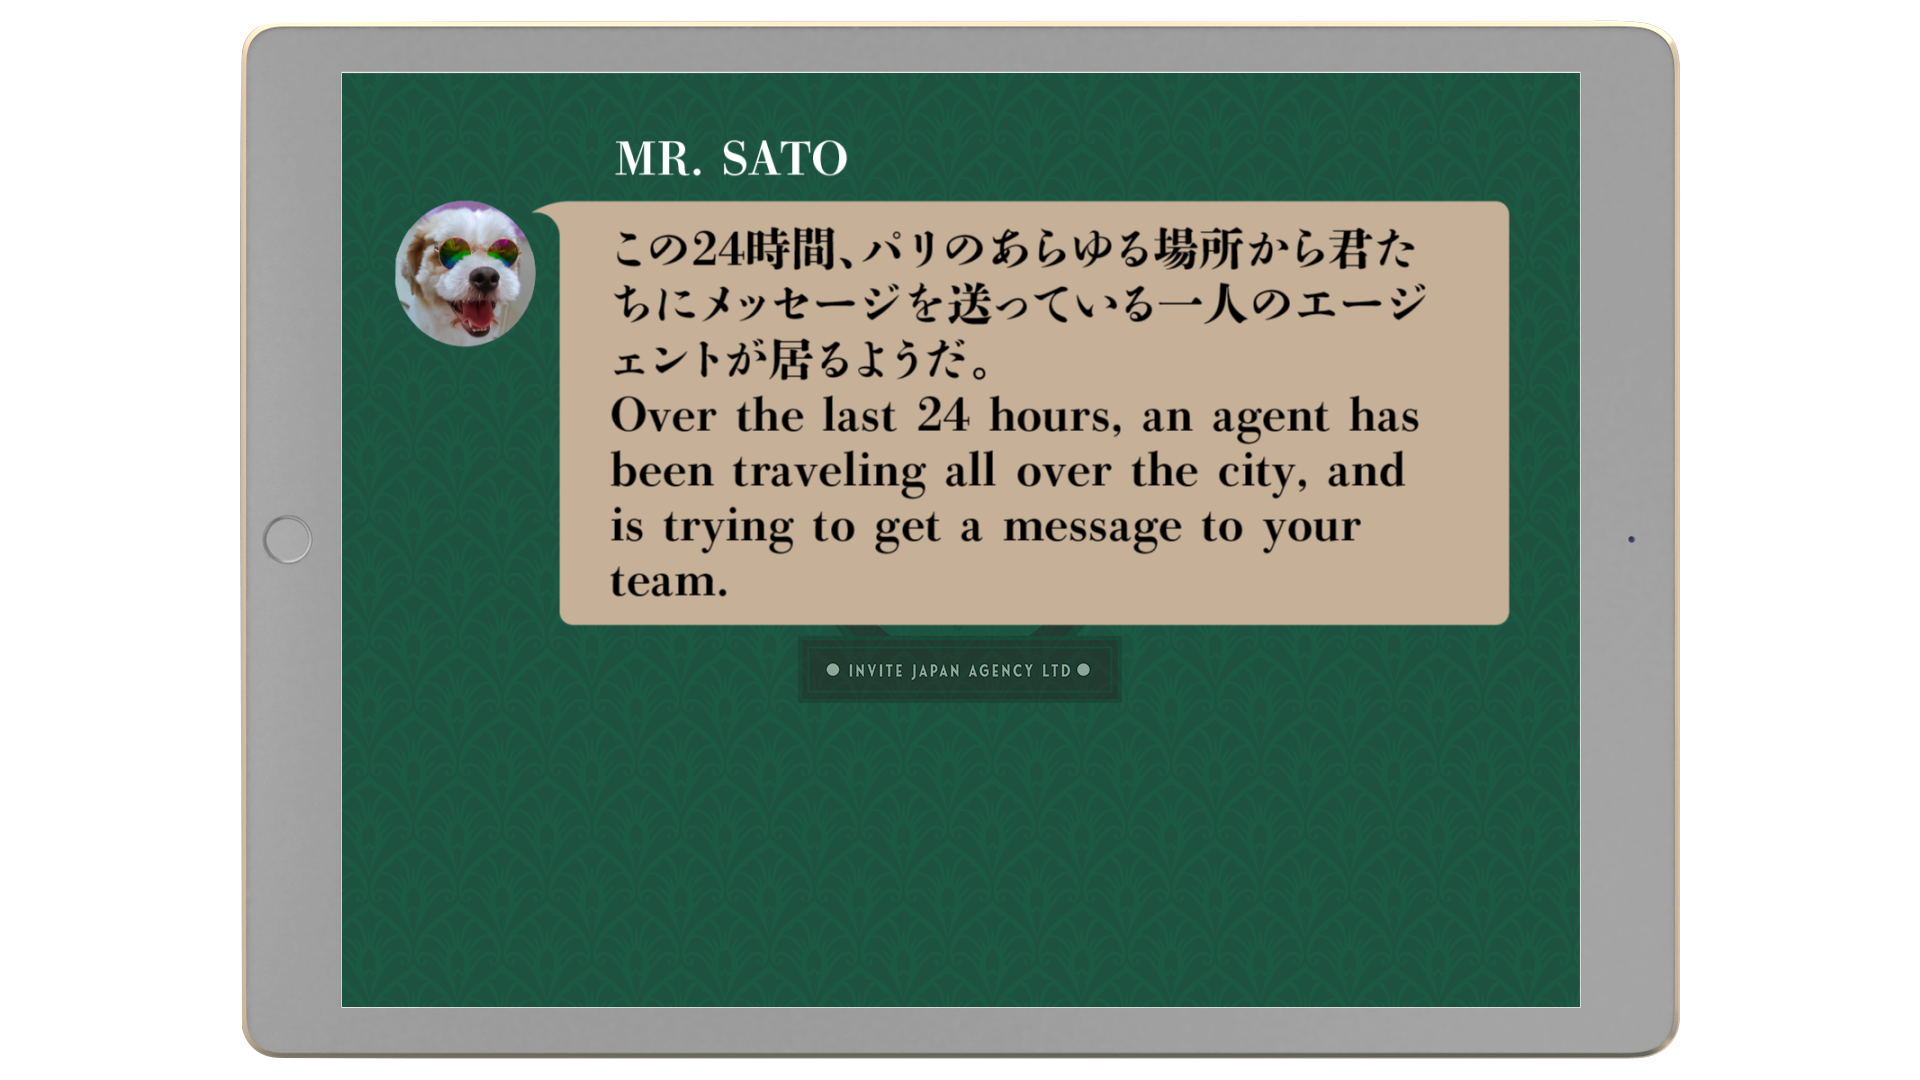 MR. SATO
この24時間、パリのあらゆる場所から君た
ちにメッセージを送っている一人のエージ
ェントが居るようだ。
Over the last 24 hours, an agent has
been traveling all over the city, and
is trying to get a message to your
team.
INVITE JAPAN AGENCY LTD